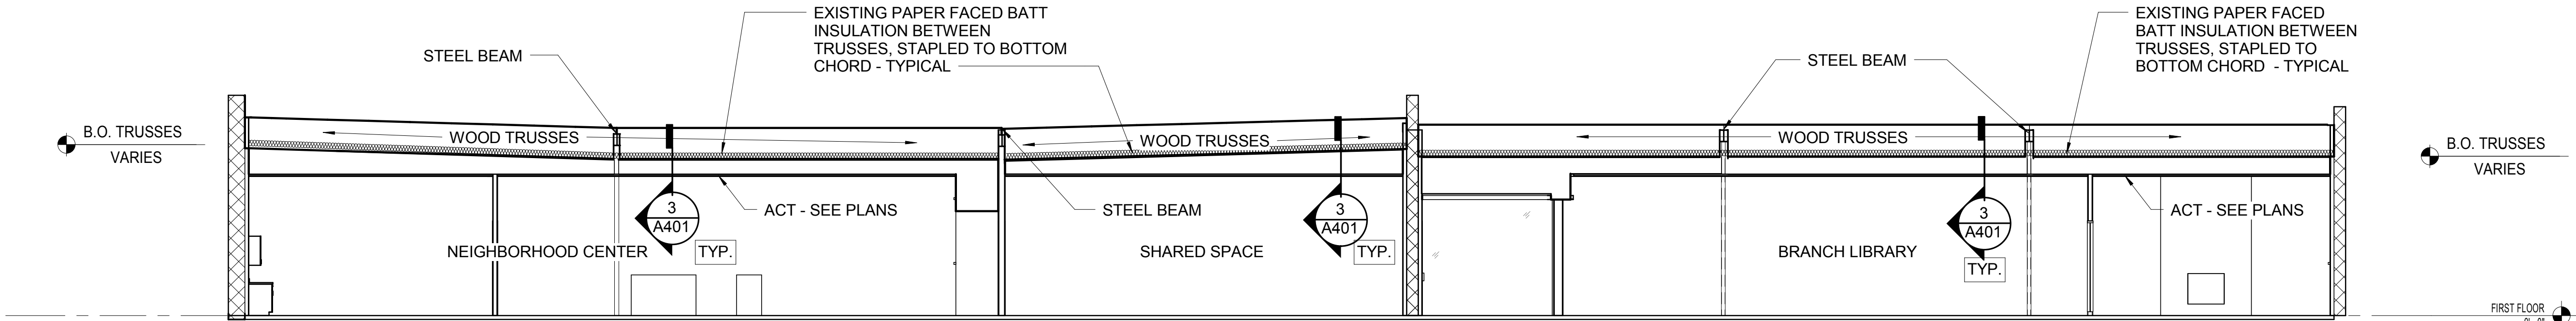 EXISTING PAPER FACED BATT
INSULATION BETWEEN
TRUSSES, STAPLED TO BOTTOM
CHORD - TYPICAL
EXISTING PAPER FACED
BATT INSULATION BETWEEN
TRUSSES, STAPLED TO
BOTTOM CHORD - TYPICAL
STEEL BEAM
STEEL BEAM
B.O. TRUSSES
VARIES
WOOD TRUSSES
WOOD TRUSSES
WOOD TRUSSES
B.O. TRUSSES
VARIES
3
A401
TYP.
ACT - SEE PLANS
STEEL BEAM
3
A401
TYP.
3
A401
TYP.
ACT - SEE PLANS
NEIGHBORHOOD CENTER
SHARED SPACE
BRANCH LIBRARY
FIRST FLOOR